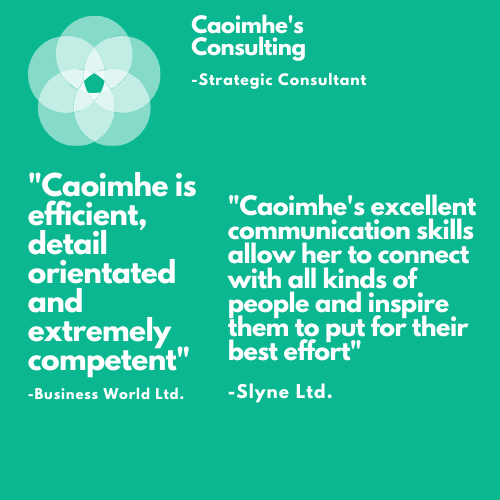 Caoimhe's
Consulting
-Strategic Consultant
"Caoimhe is
efficient,
detail
orientated
and
extremely
competent"
-Business World Ltd.
"Caoimhe's excellent
communication skills
allow her to connect
with all kinds of
people and inspire
them to put for their
best effort"
-Slyne Ltd.